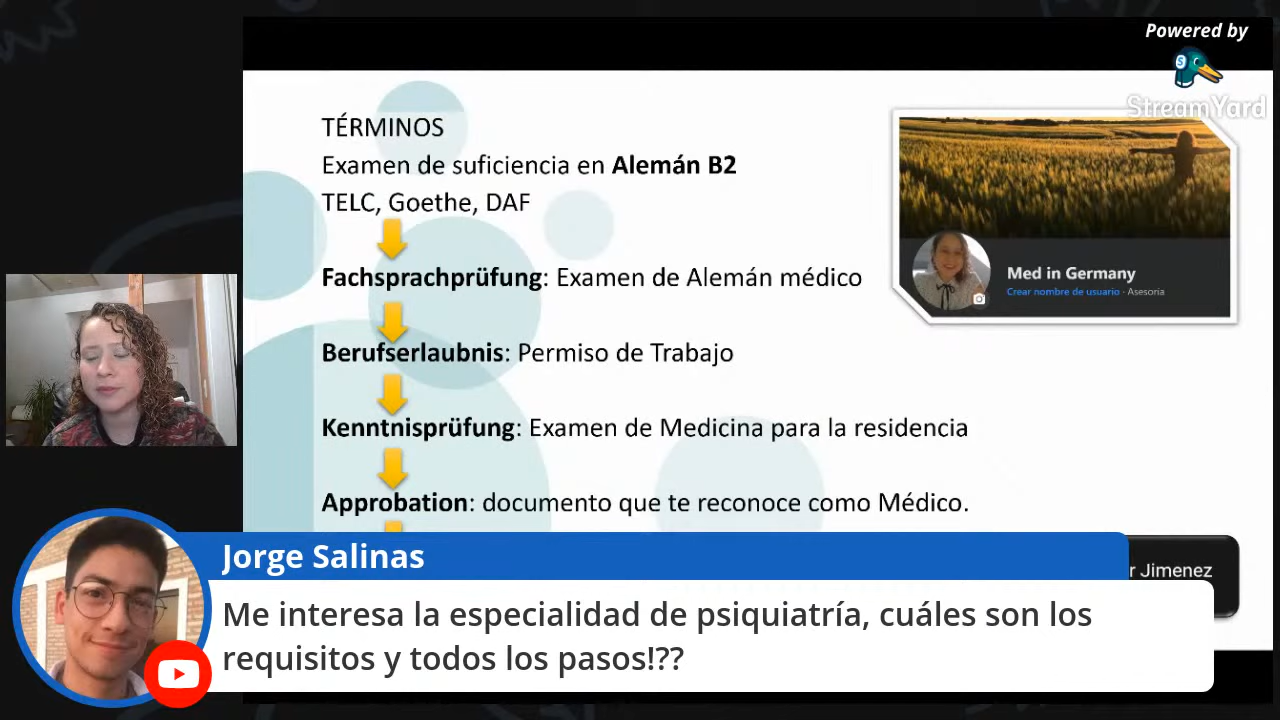 Powered by
StreamYard
TÉRMINOS
Examen de suficiencia en Alemán B2
TELC, Goethe, DAF
Fachsprachprüfung: Examen de Alemán médico
Berufserlaubnis: Permiso de Trabajo
Kenntnisprüfung: Examen de Medicina para la residencia
Approbation: documento que te reconoce como Médico.
Med in Germany
Crear nombre de usuario · Asesoria
r Jimenez
Jorge Salinas
Me interesa la especialidad de psiquiatría, cuáles son los
requisitos y todos los pasos!??